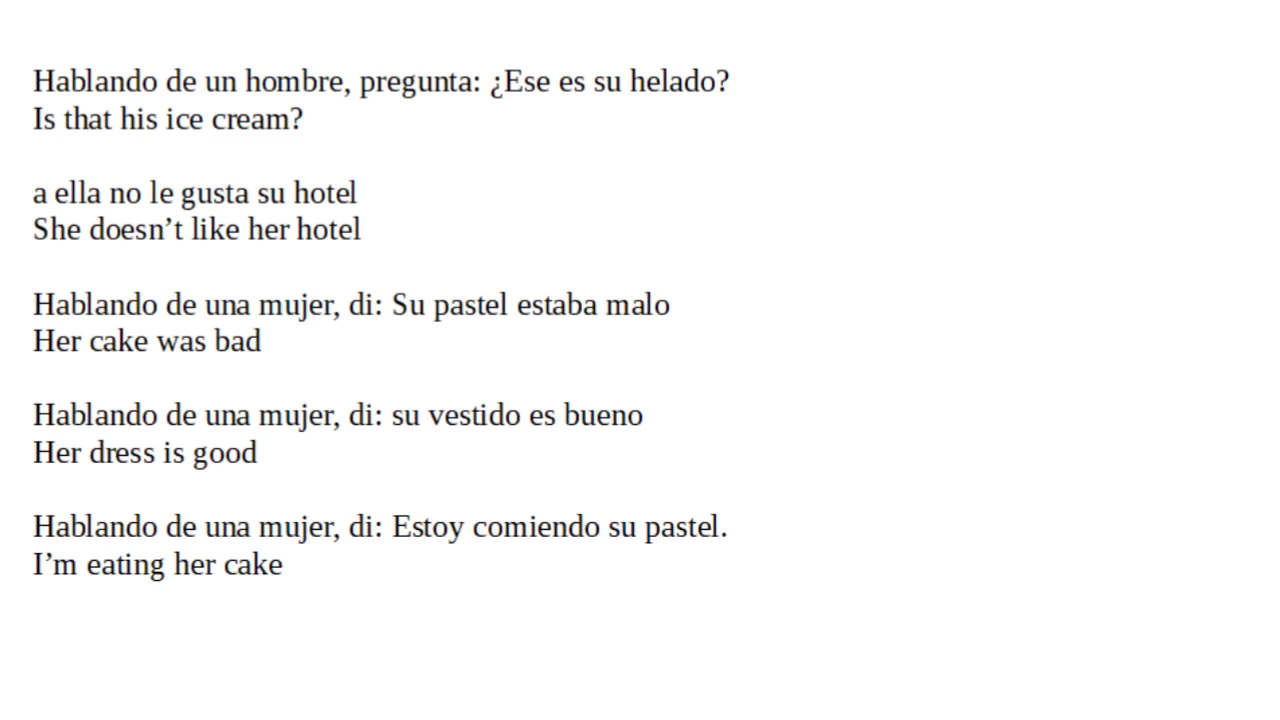 Hablando de un hombre, pregunta: ¿Ese es su helado?
Is that his ice cream?
a ella no le gusta su hotel
She doesn’t like her hotel
Hablando de una mujer, di: Su pastel estaba malo
Her cake was bad
Hablando de una mujer, di: su vestido es bueno
Her dress is good
Hablando de una mujer, di: Estoy comiendo su pastel.
I’m eating her cake